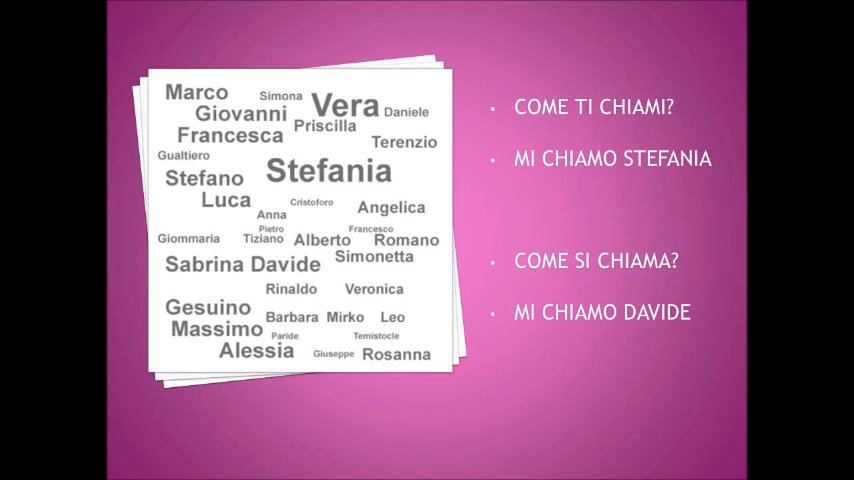 Marco Simona Vera Daniele
Giovanni Priscilla
Francesca Terenzio
Gualtiero
Stefania
Stefano
Luca Cristoforo Angelica
Anna
Pietro Francesco
Giommaria Tiziano Alberto Romano
Sabrina Davide Simonetta
Rinaldo Veronica
Gesuino
Barbara Mirko Leo
Massimo Paride Temistocle
Alessia Giuseppe Rosanna
COME TI CHIAMI?
MI CHIAMO STEFANIA
COME SI CHIAMA?
MI CHIAMO DAVIDE